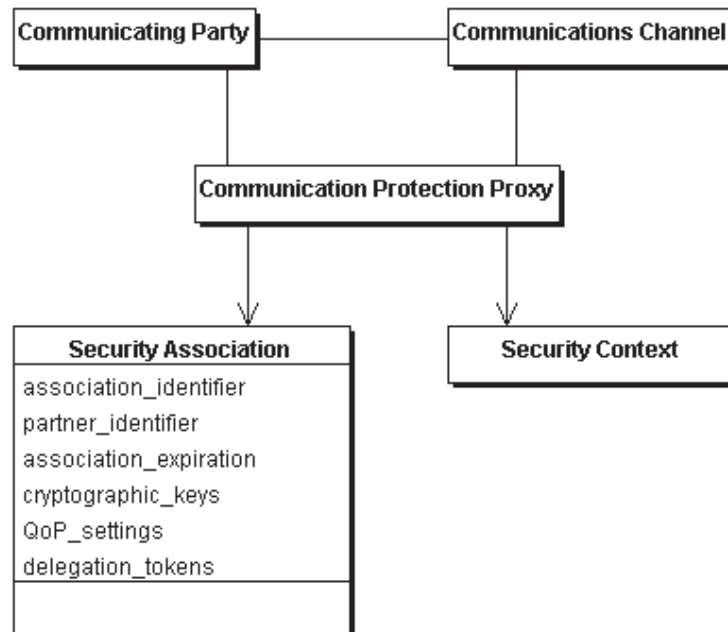 Communicating Party
Communications Channel
Communication Protection Proxy
Security Association
association_identifier
partner_identifier
association_expiration
cryptographic_keys
QoP_settings
delegation_tokens
Security Context